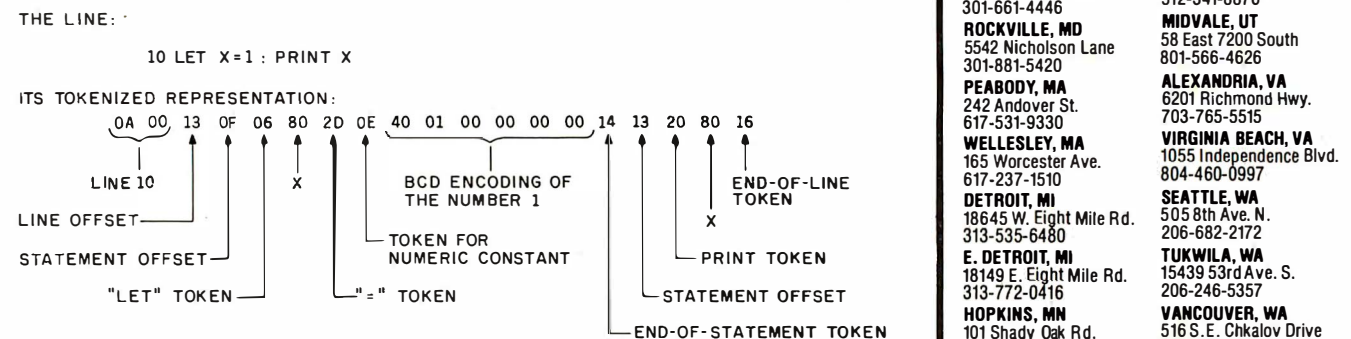 THE LINE:
10 LET X=1 : PRINT X
ITS TOKENIZED REPRESENTATION:
0A 00 13 0F 06 80 2D 0E 40 01 00 00 00 00 14 13 20 80 16
LINE 10
X
BCD ENCODING OF
THE NUMBER 1
END-OF-LINE
TOKEN
LINE OFFSET
X
STATEMENT OFFSET
TOKEN FOR
NUMERIC CONSTANT
PRINT TOKEN
"LET" TOKEN
"=" TOKEN
STATEMENT OFFSET
END-OF-STATEMENT TOKEN
301-661-4446
ROCKVILLE, MD
5542 Nicholson Lane
301-881-5420
PEABODY, MA
242 Andover St.
617-531-9330
WELLESLEY, MA
165 Worcester Ave.
617-237-1510
DETROIT, MI
18645 W. Eight Mile Rd.
313-535-6480
E. DETROIT, MI
18149 E. Eight Mile Rd.
313-772-0416
HOPKINS, MN
101 Shady Oak Rd.
MIDVALE, UT
58 East 7200 South
801-566-4626
ALEXANDRIA, VA
6201 Richmond Hwy.
703-765-5515
VIRGINIA BEACH, VA
1055 Independence Blvd.
804-460-0997
SEATTLE, WA
505 8th Ave. N.
206-682-2172
TUKWILA, WA
15439 53rd Ave. S.
206-246-5357
VANCOUVER, WA
516 S.E. Chkalov Drive